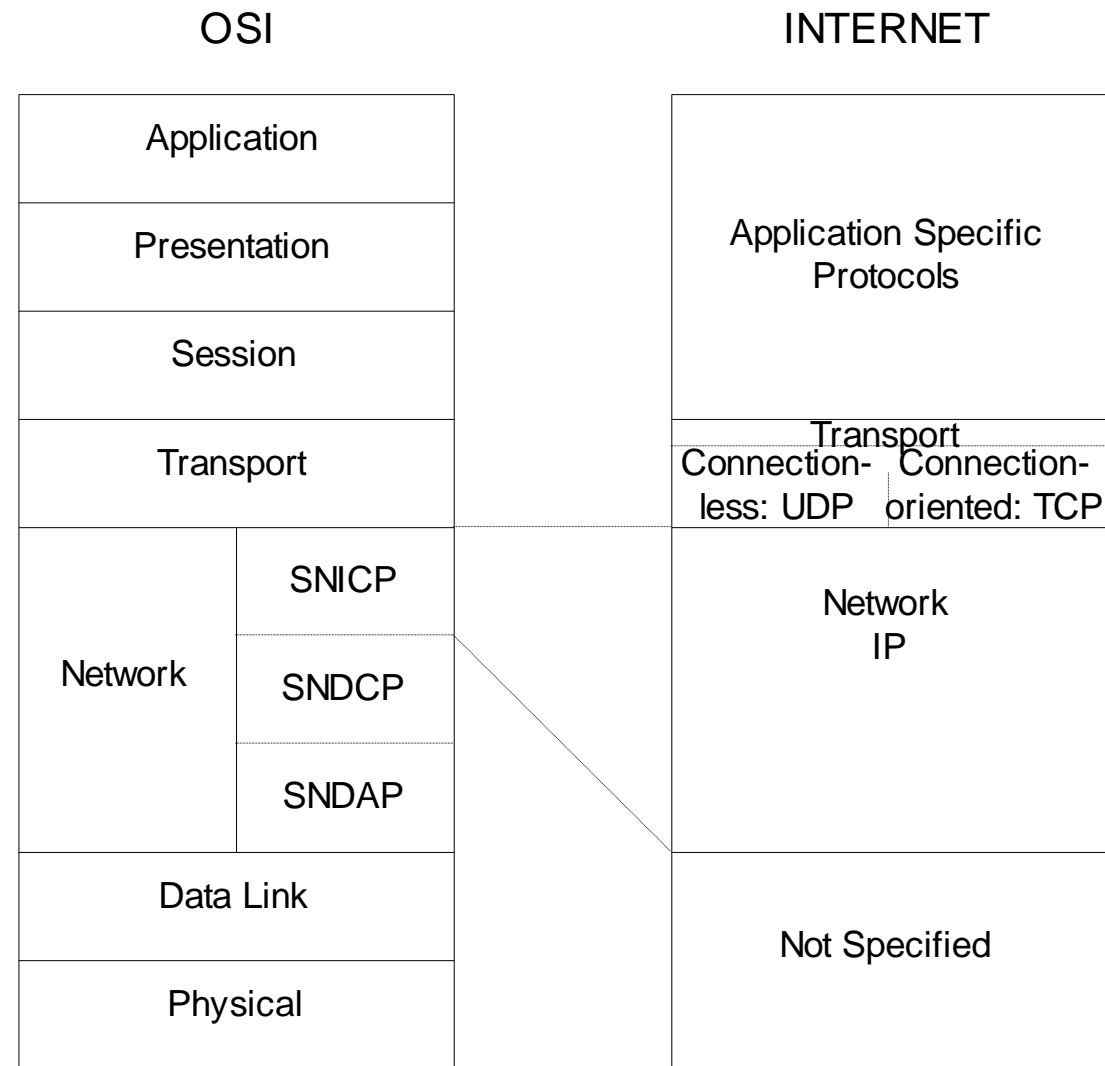 OSI
INTERNET
Application
Presentation
Session
Transport
Network
SNICP
SNDCP
SNDAP
Data Link
Physical
Application Specific
Protocols
Transport
Connection-
less: UDP
Connection-
oriented: TCP
Network
IP
Not Specified